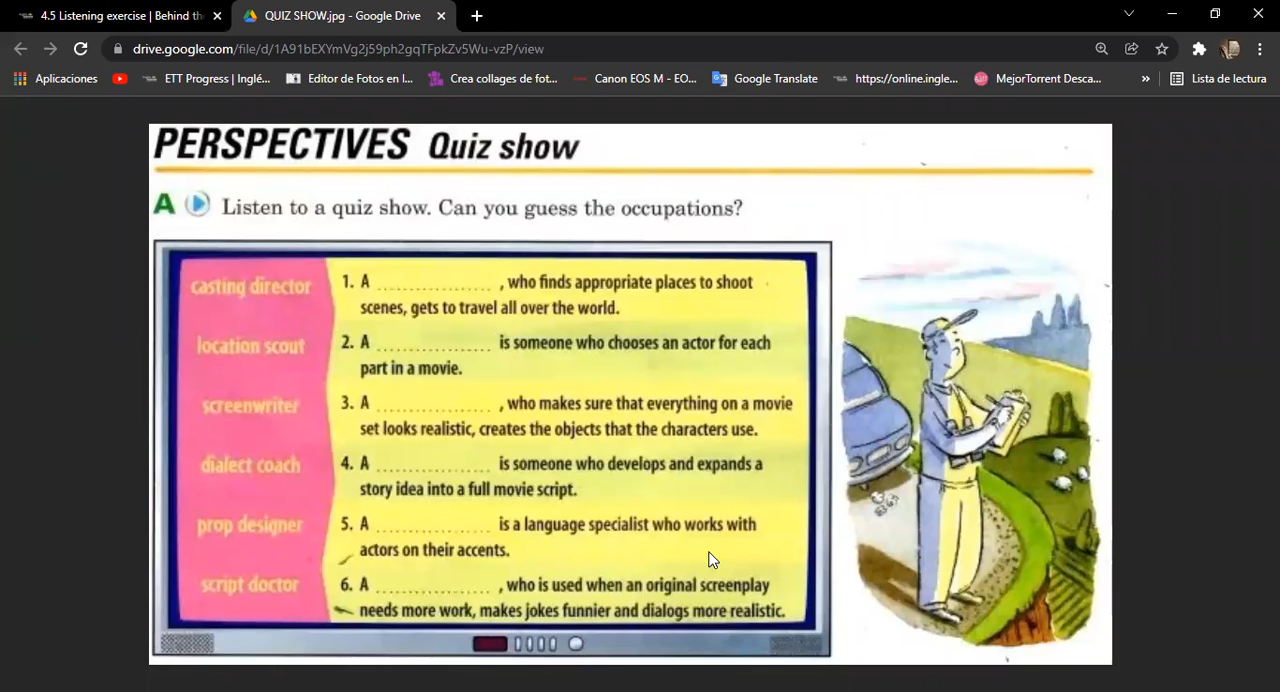 4.5 Listening exercise | Behind th
QUIZ SHOW.jpg - Google Drive
drive.google.com/file/d/1A91bEXYmVg2j59ph2gqTFpkZv5Wu-vzP/view
Aplicaciones
ETT Progress | Inglé...
Editor de Fotos en l...
Crea collages de fot...
Canon EOS M - EO...
Google Translate
https://online.ingle...
MejorTorrent Desca...
»
Lista de lectura
PERSPECTIVES Quiz show
A Listen to a quiz show. Can you guess the occupations?
casting director
location scout
screenwriter
dialect coach
prop designer
script doctor
1. A ................ , who finds appropriate places to shoot
scenes, gets to travel all over the world.
2. A ................ is someone who chooses an actor for each
part in a movie.
3. A ................ , who makes sure that everything on a movie
set looks realistic, creates the objects that the characters use.
4. A ................ is someone who develops and expands a
story idea into a full movie script.
5. A ................ is a language specialist who works with
actors on their accents.
6. A ................ , who is used when an original screenplay
needs more work, makes jokes funnier and dialogs more realistic.